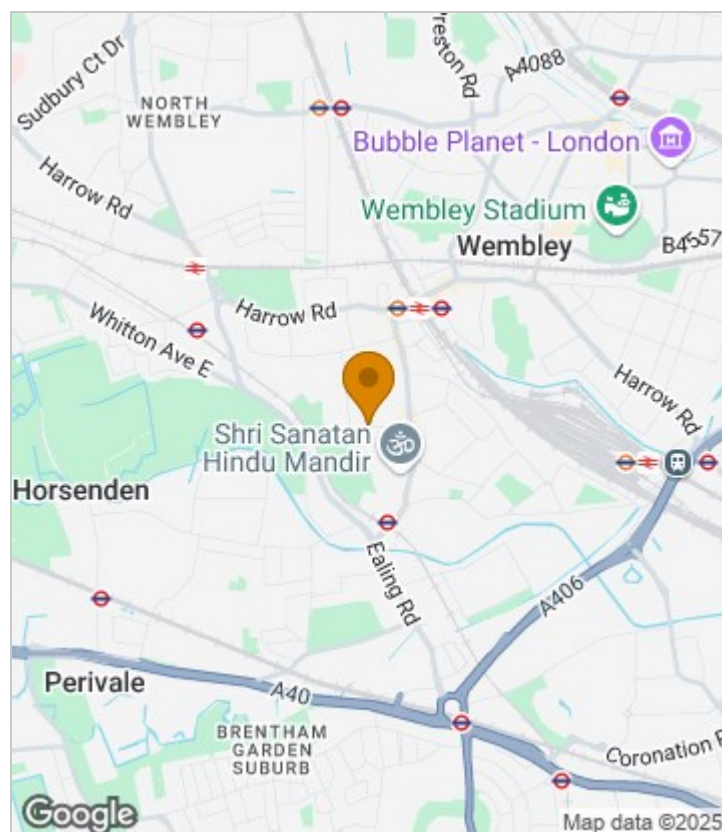 Preston Rd
A4088
Sudbury Ct Dr
NORTH
WEMBLEY
Bubble Planet - London
Harrow Rd
Wembley Stadium
Wembley
B4557
Harrow Rd
Whitton Ave E
Harrow Rd
Shri Sanatan
Hindu Mandir
Horsenden
Ealing Rd
A406
Perivale
A40
BRENTHAM
GARDEN
SUBURB
Coronation R
Google
Map data ©2025